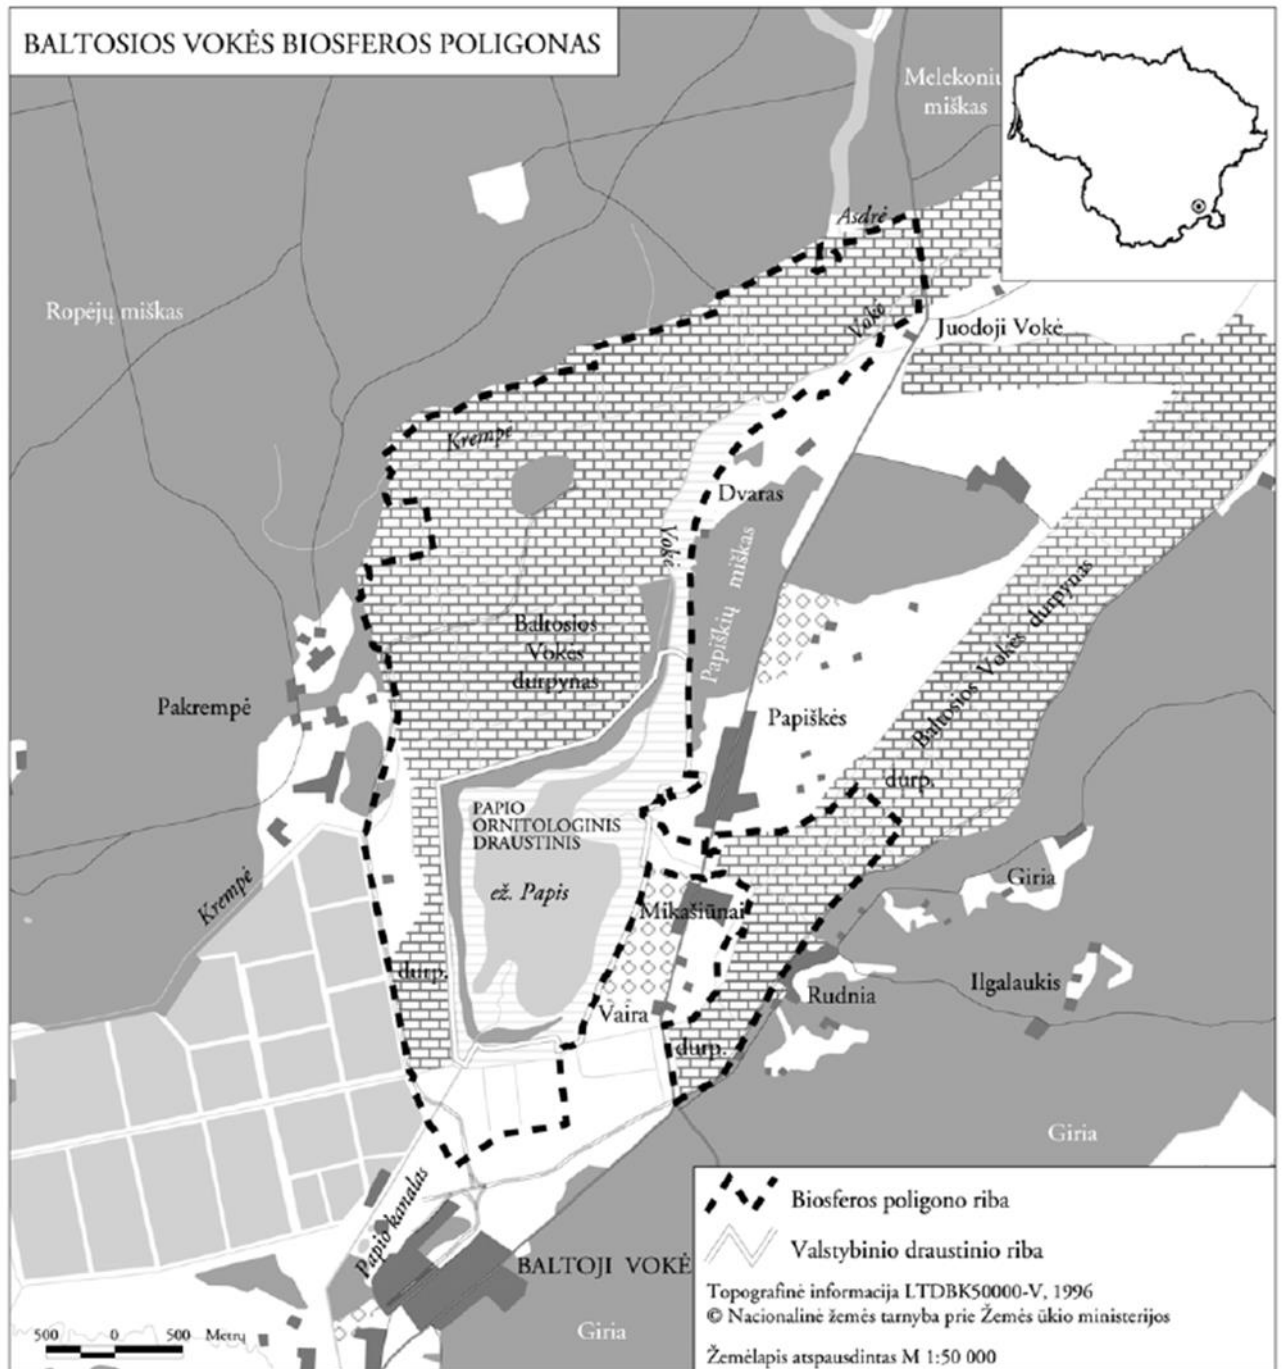 BALTOSIOS VOKĖS BIOSFEROS POLIGONAS
Melekonių
miškas
Asdrė
Ropėjų miškas
Vokė
Juodoji Vokė
Krempė
Dvaras
Vokė
Papiškių miškas
Baltosios
Vokės
durpynas
Baltosios Vokės durpynas
Pakrempė
Papiškės
durp.
PAPIO
ORNITOLOGINIS
DRAUSTINIS
ež. Papis
Krempė
Giria
Mikašiūnai
durp.
Ilgalaukis
Rudnia
Vaira
durp.
Giria
Papio kanalas
BALTOJI VOKĖ
Giria
500 0 500 Metrų
Biosferos poligono riba
Valstybinio draustinio riba
Topografinė informacija LTDBK50000-V, 1996
© Nacionalinė žemės tarnyba prie Žemės ūkio ministerijos
Žemėlapis atspausdintas M 1:50 000